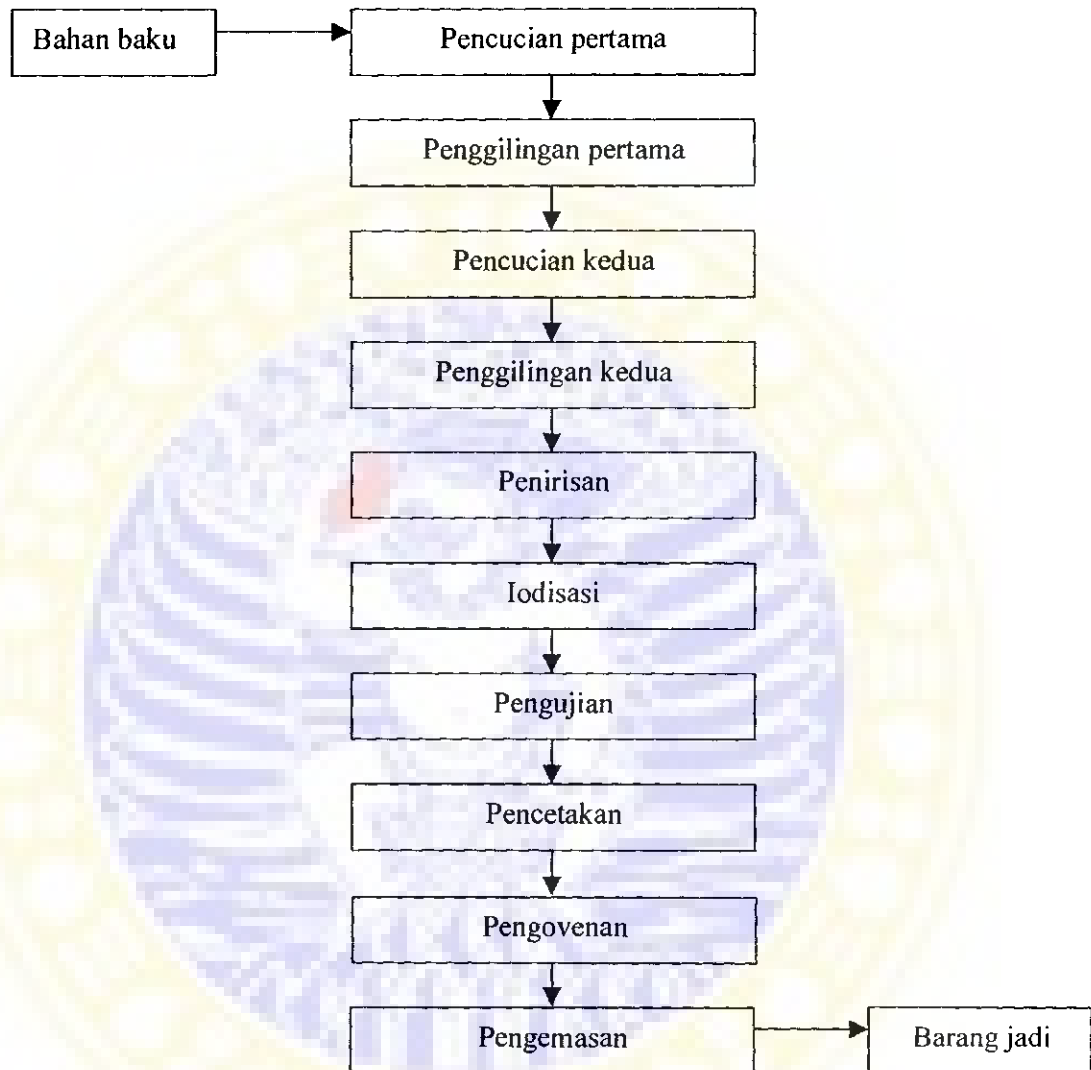 Bahan baku
Pencucian pertama
Penggilingan pertama
Pencucian kedua
Penggilingan kedua
Penirisan
Iodisasi
Pengujian
Pencetakan
Pengovenan
Pengemasan
Barang jadi